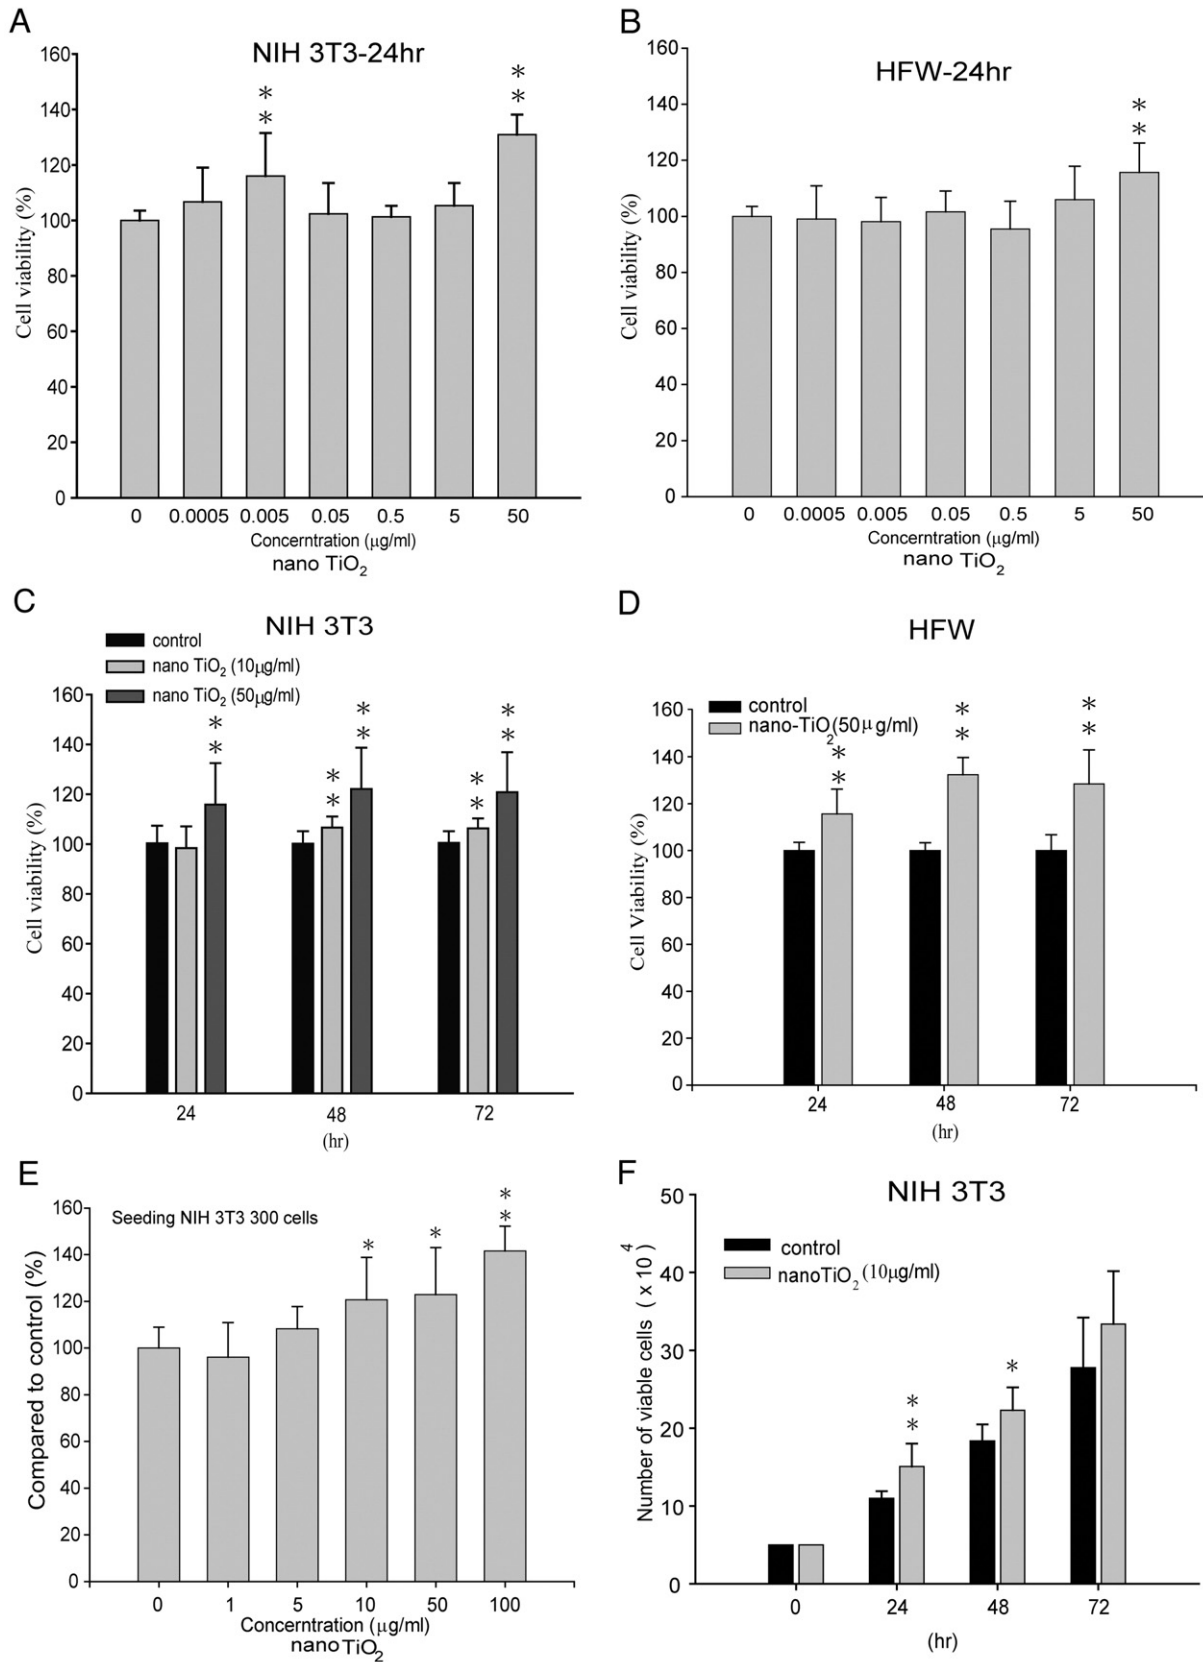 A
NIH 3T3-24hr
160
140
120
100
80
60
40
20
0
Cell viability (%)
* *
* *
0 0.0005 0.005 0.05 0.5 5 50
Concerntration (μg/ml)
nano TiO2
B
HFW-24hr
160
140
120
100
80
60
40
20
0
Cell viability (%)
* *
0 0.0005 0.005 0.05 0.5 5 50
Concerntration (μg/ml)
nano TiO2
C
NIH 3T3
control
nano TiO2 (10μg/ml)
nano TiO2 (50μg/ml)
160
140
120
100
80
60
40
20
0
Cell viability (%)
* *
* *
* *
* *
* *
24 48 72
(hr)
D
HFW
control
nano-TiO2(50μg/ml)
160
140
120
100
80
60
40
20
0
Cell Viability (%)
* *
* *
* *
24 48 72
(hr)
E
Seeding NIH 3T3 300 cells
160
140
120
100
80
60
40
20
0
Compared to control (%)
*
*
* *
0 1 5 10 50 100
Concerntration (μg/ml)
nano TiO2
F
NIH 3T3
control
nanoTiO2 (10μg/ml)
50
40
30
20
10
0
Number of viable cells ( x 10 4 )
* *
*
0 24 48 72
(hr)